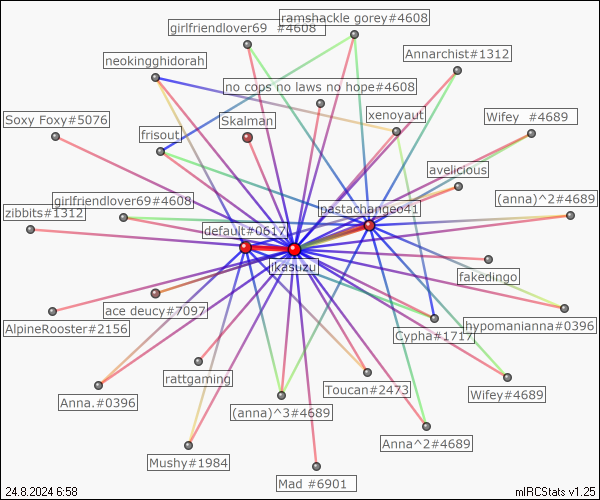 ramshackle gorey#4608
girlfriendlover69  #4608
Annarchist#1312
neokingghidorah
no cops no laws no hope#4608
Soxy Foxy#5076
Skalman
xenoyaut
Wifey  #4689
frisout
avelicious
girlfriendlover69#4608
(anna)^2#4689
zibbits#1312
pastachangeo41
default#0617
ikasuzu
fakedingo
ace deucy#7097
AlpineRooster#2156
hypomanianna#0396
Cypha#1717
rattgaming
Toucan#2473
Wifey#4689
Anna.#0396
(anna)^3#4689
Anna^2#4689
Mushy#1984
Mad #6901
24.8.2024 6:58
mIRCStats v1.25